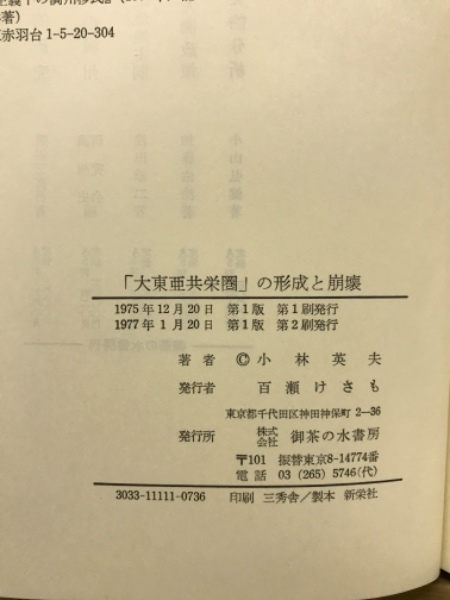 著)
赤羽台1-5-20-304
「大東亜共栄圏」の形成と崩壊
1975年12月20日 第1版 第1刷発行
1977年 1月20日 第1版 第2刷発行
著者 ©小林英夫
発行者 百瀬けさも
東京都千代田区神田神保町2-36
発行所 株式会社 御茶の水書房
〒101 振替東京8-14774番
電話 03 (265) 5746(代)
3033-11111-0736 印刷 三秀舎/製本 新栄社